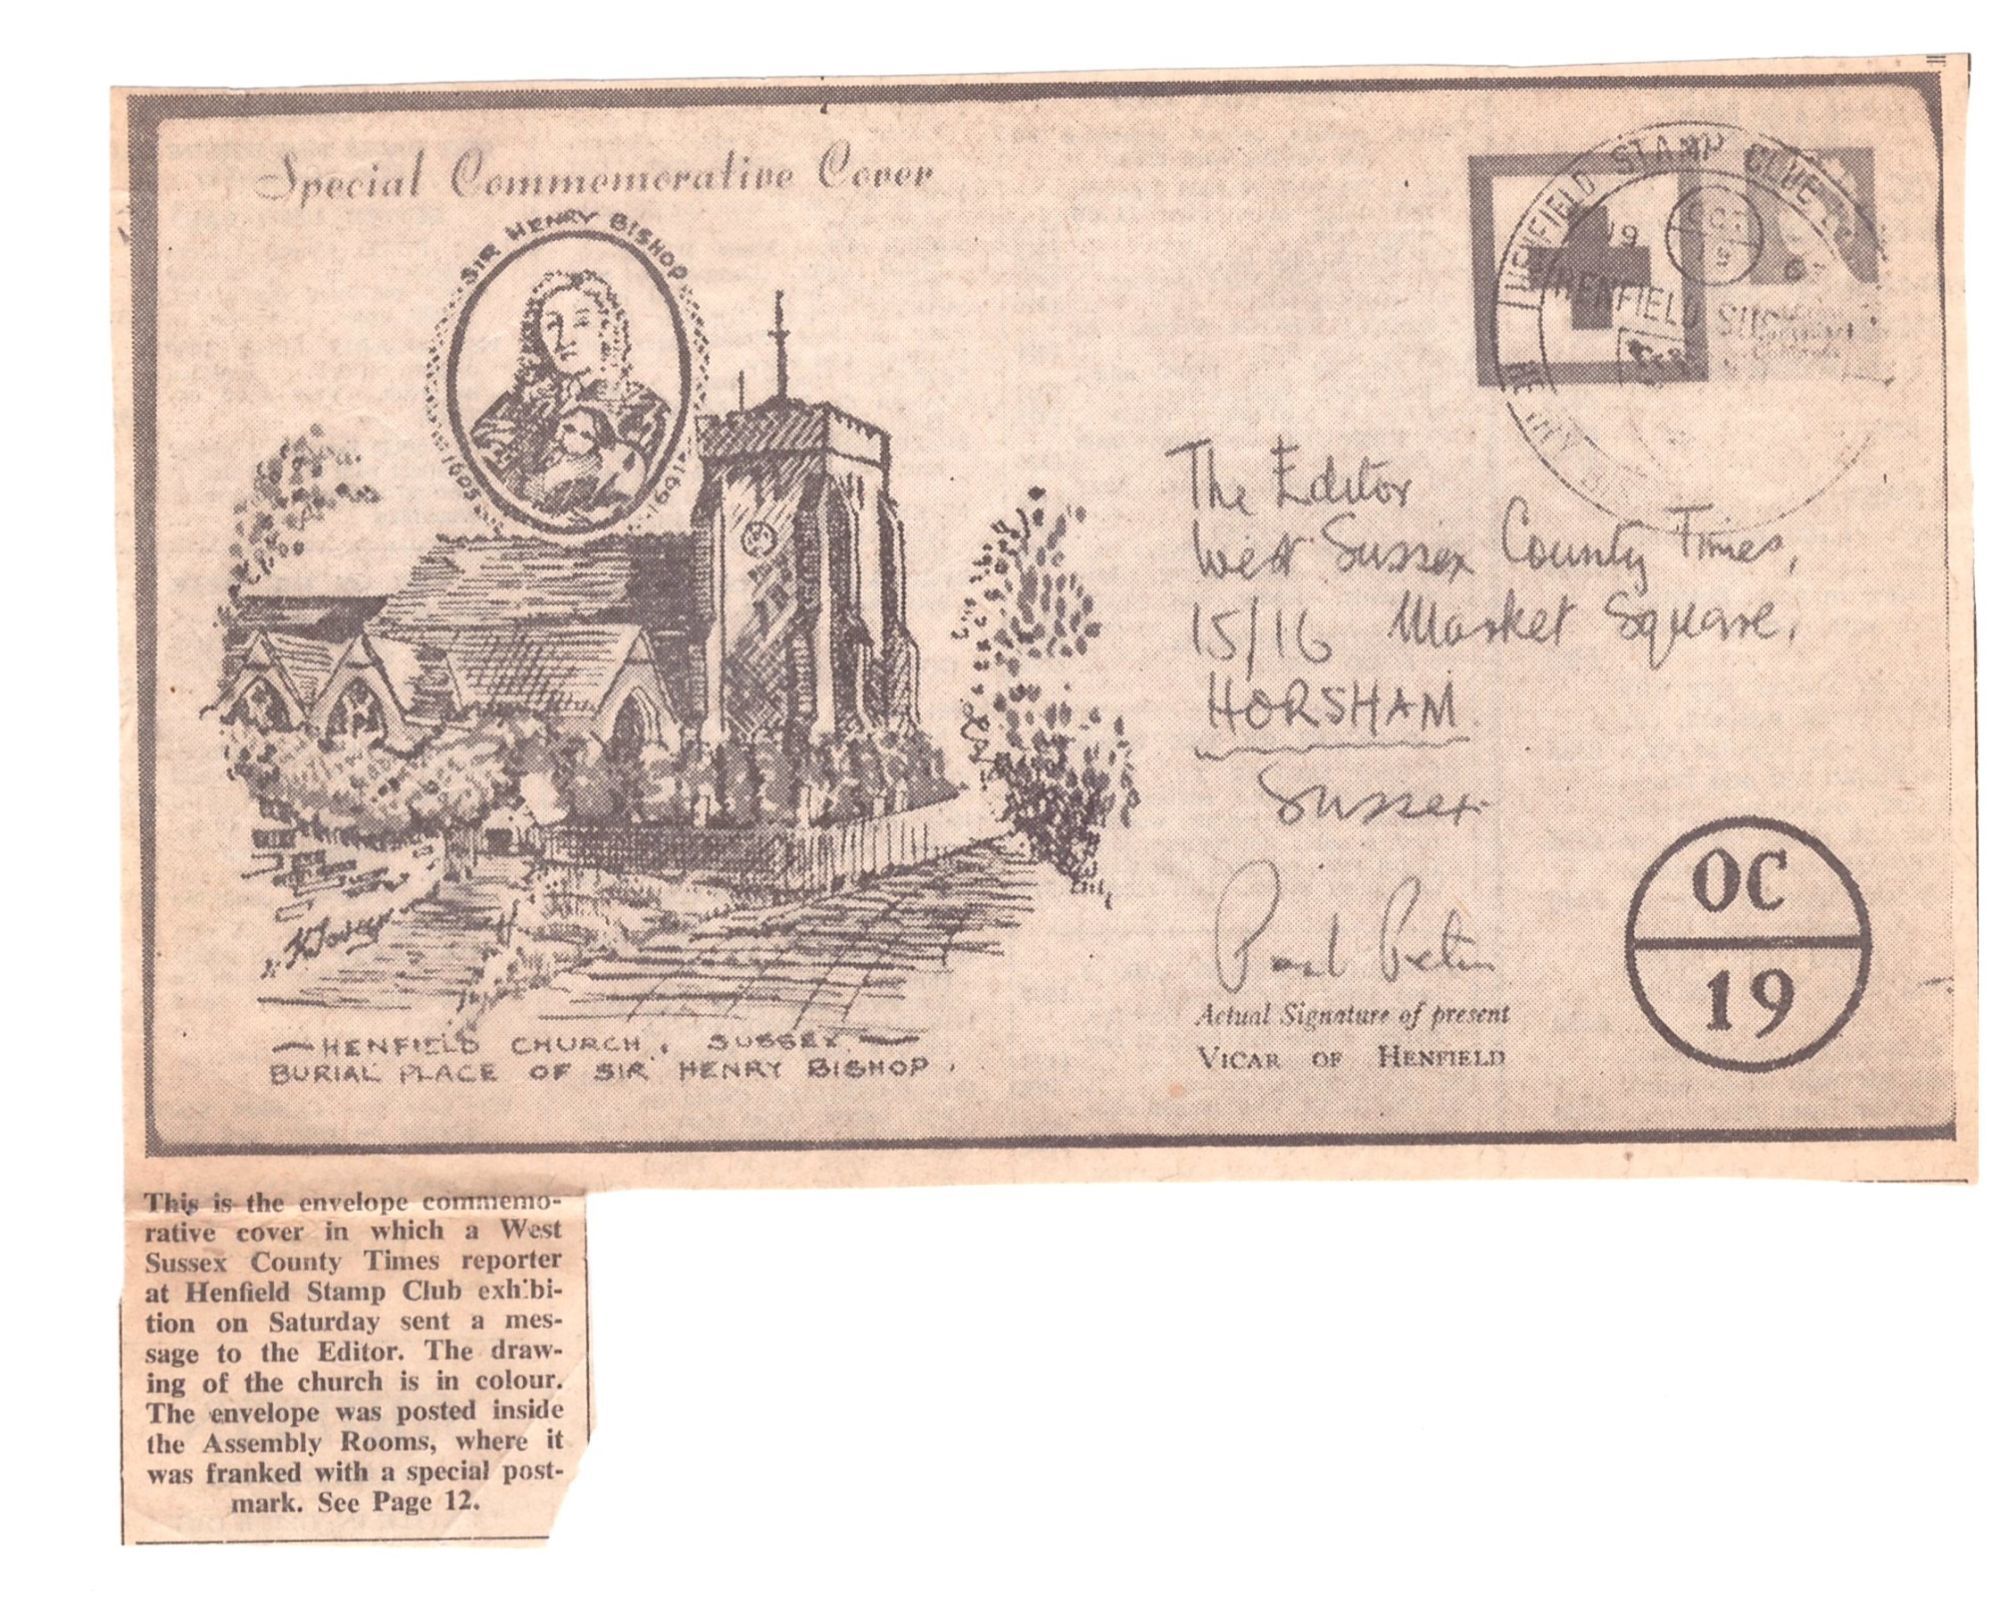 Special Commemorative Cover
SIR HENRY BISHOP
1605
1691
HENFIELD STAMP CLUB
19 OCT
HENFIELD
The Editor
West Sussex County Times,
15/16 Market Square,
HORSHAM
Sussex
Actual Signature of present
VICAR OF HENFIELD
OC
19
HENFIELD CHURCH, SUSSEX
BURIAL PLACE OF SIR HENRY BISHOP.
This is the envelope commemo-
rative cover in which a West
Sussex County Times reporter
at Henfield Stamp Club exhibi-
tion on Saturday sent a mes-
sage to the Editor. The draw-
ing of the church is in colour.
The envelope was posted inside
the Assembly Rooms, where it
was franked with a special post-
mark. See Page 12.